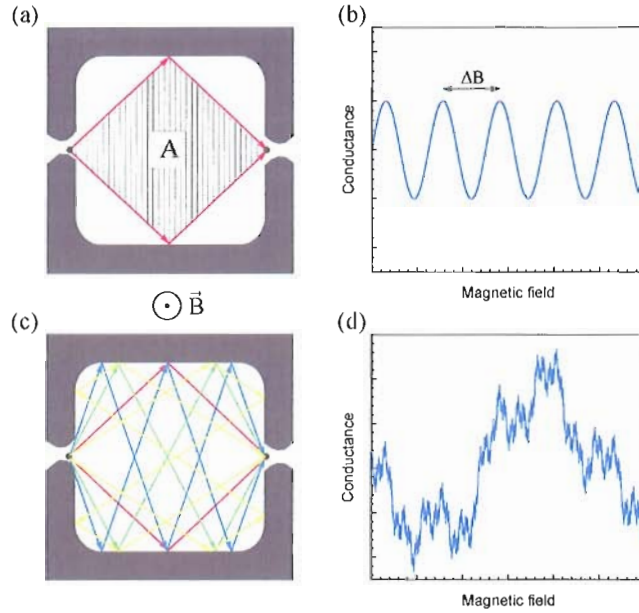 (a)
(b)
A
ΔB
Conductance
Magnetic field
B
(c)
(d)
Conductance
Magnetic field